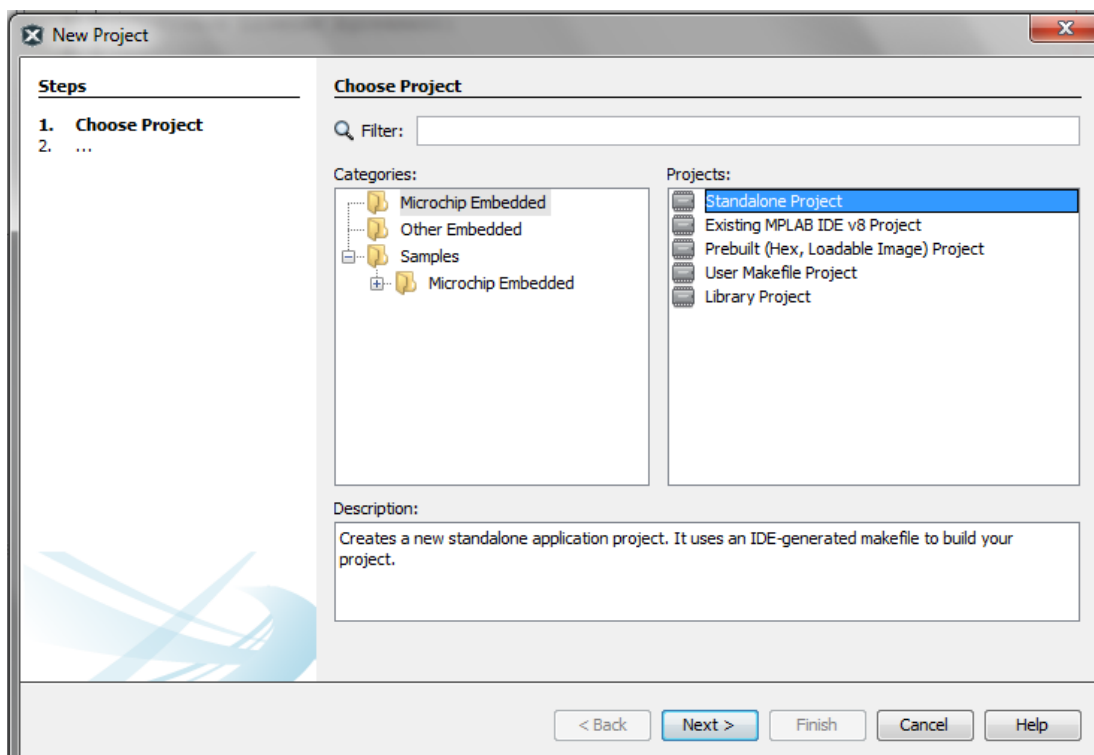 New Project
Steps
1. Choose Project
2. ...
Choose Project
Filter:
Categories:
Microchip Embedded
Other Embedded
Samples
Microchip Embedded
Projects:
Standalone Project
Existing MPLAB IDE v8 Project
Prebuilt (Hex, Loadable Image) Project
User Makefile Project
Library Project
Description:
Creates a new standalone application project. It uses an IDE-generated makefile to build your
project.
< Back
Next >
Finish
Cancel
Help